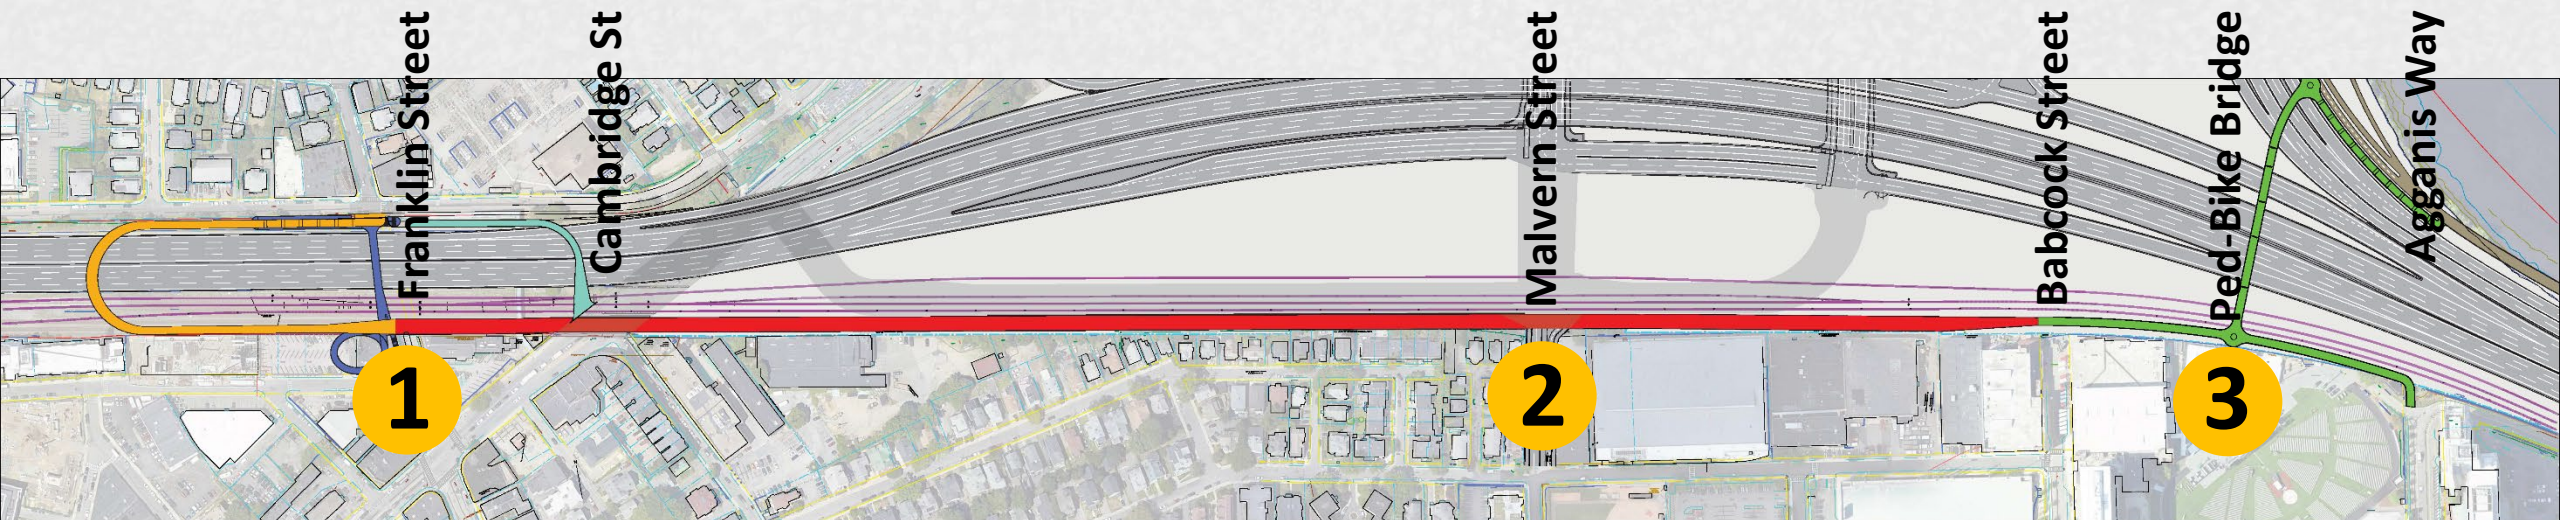 Franklin Street
Cambridge St
Malvern Street
Babcock Street
Ped-Bike Bridge
Agganis Way
1
2
3